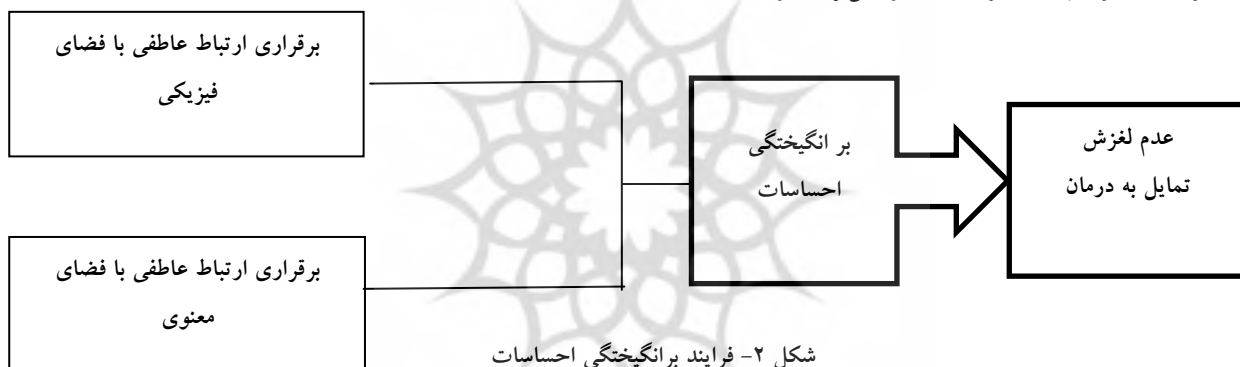 برقراری ارتباط عاطفی با فضای
فیزیکی
برقراری ارتباط عاطفی با فضای
معنوی
بر انگیختگی
احساسات
عدم لغزش
تمایل به درمان
شکل ۲- فرایند برانگیختگی احساسات